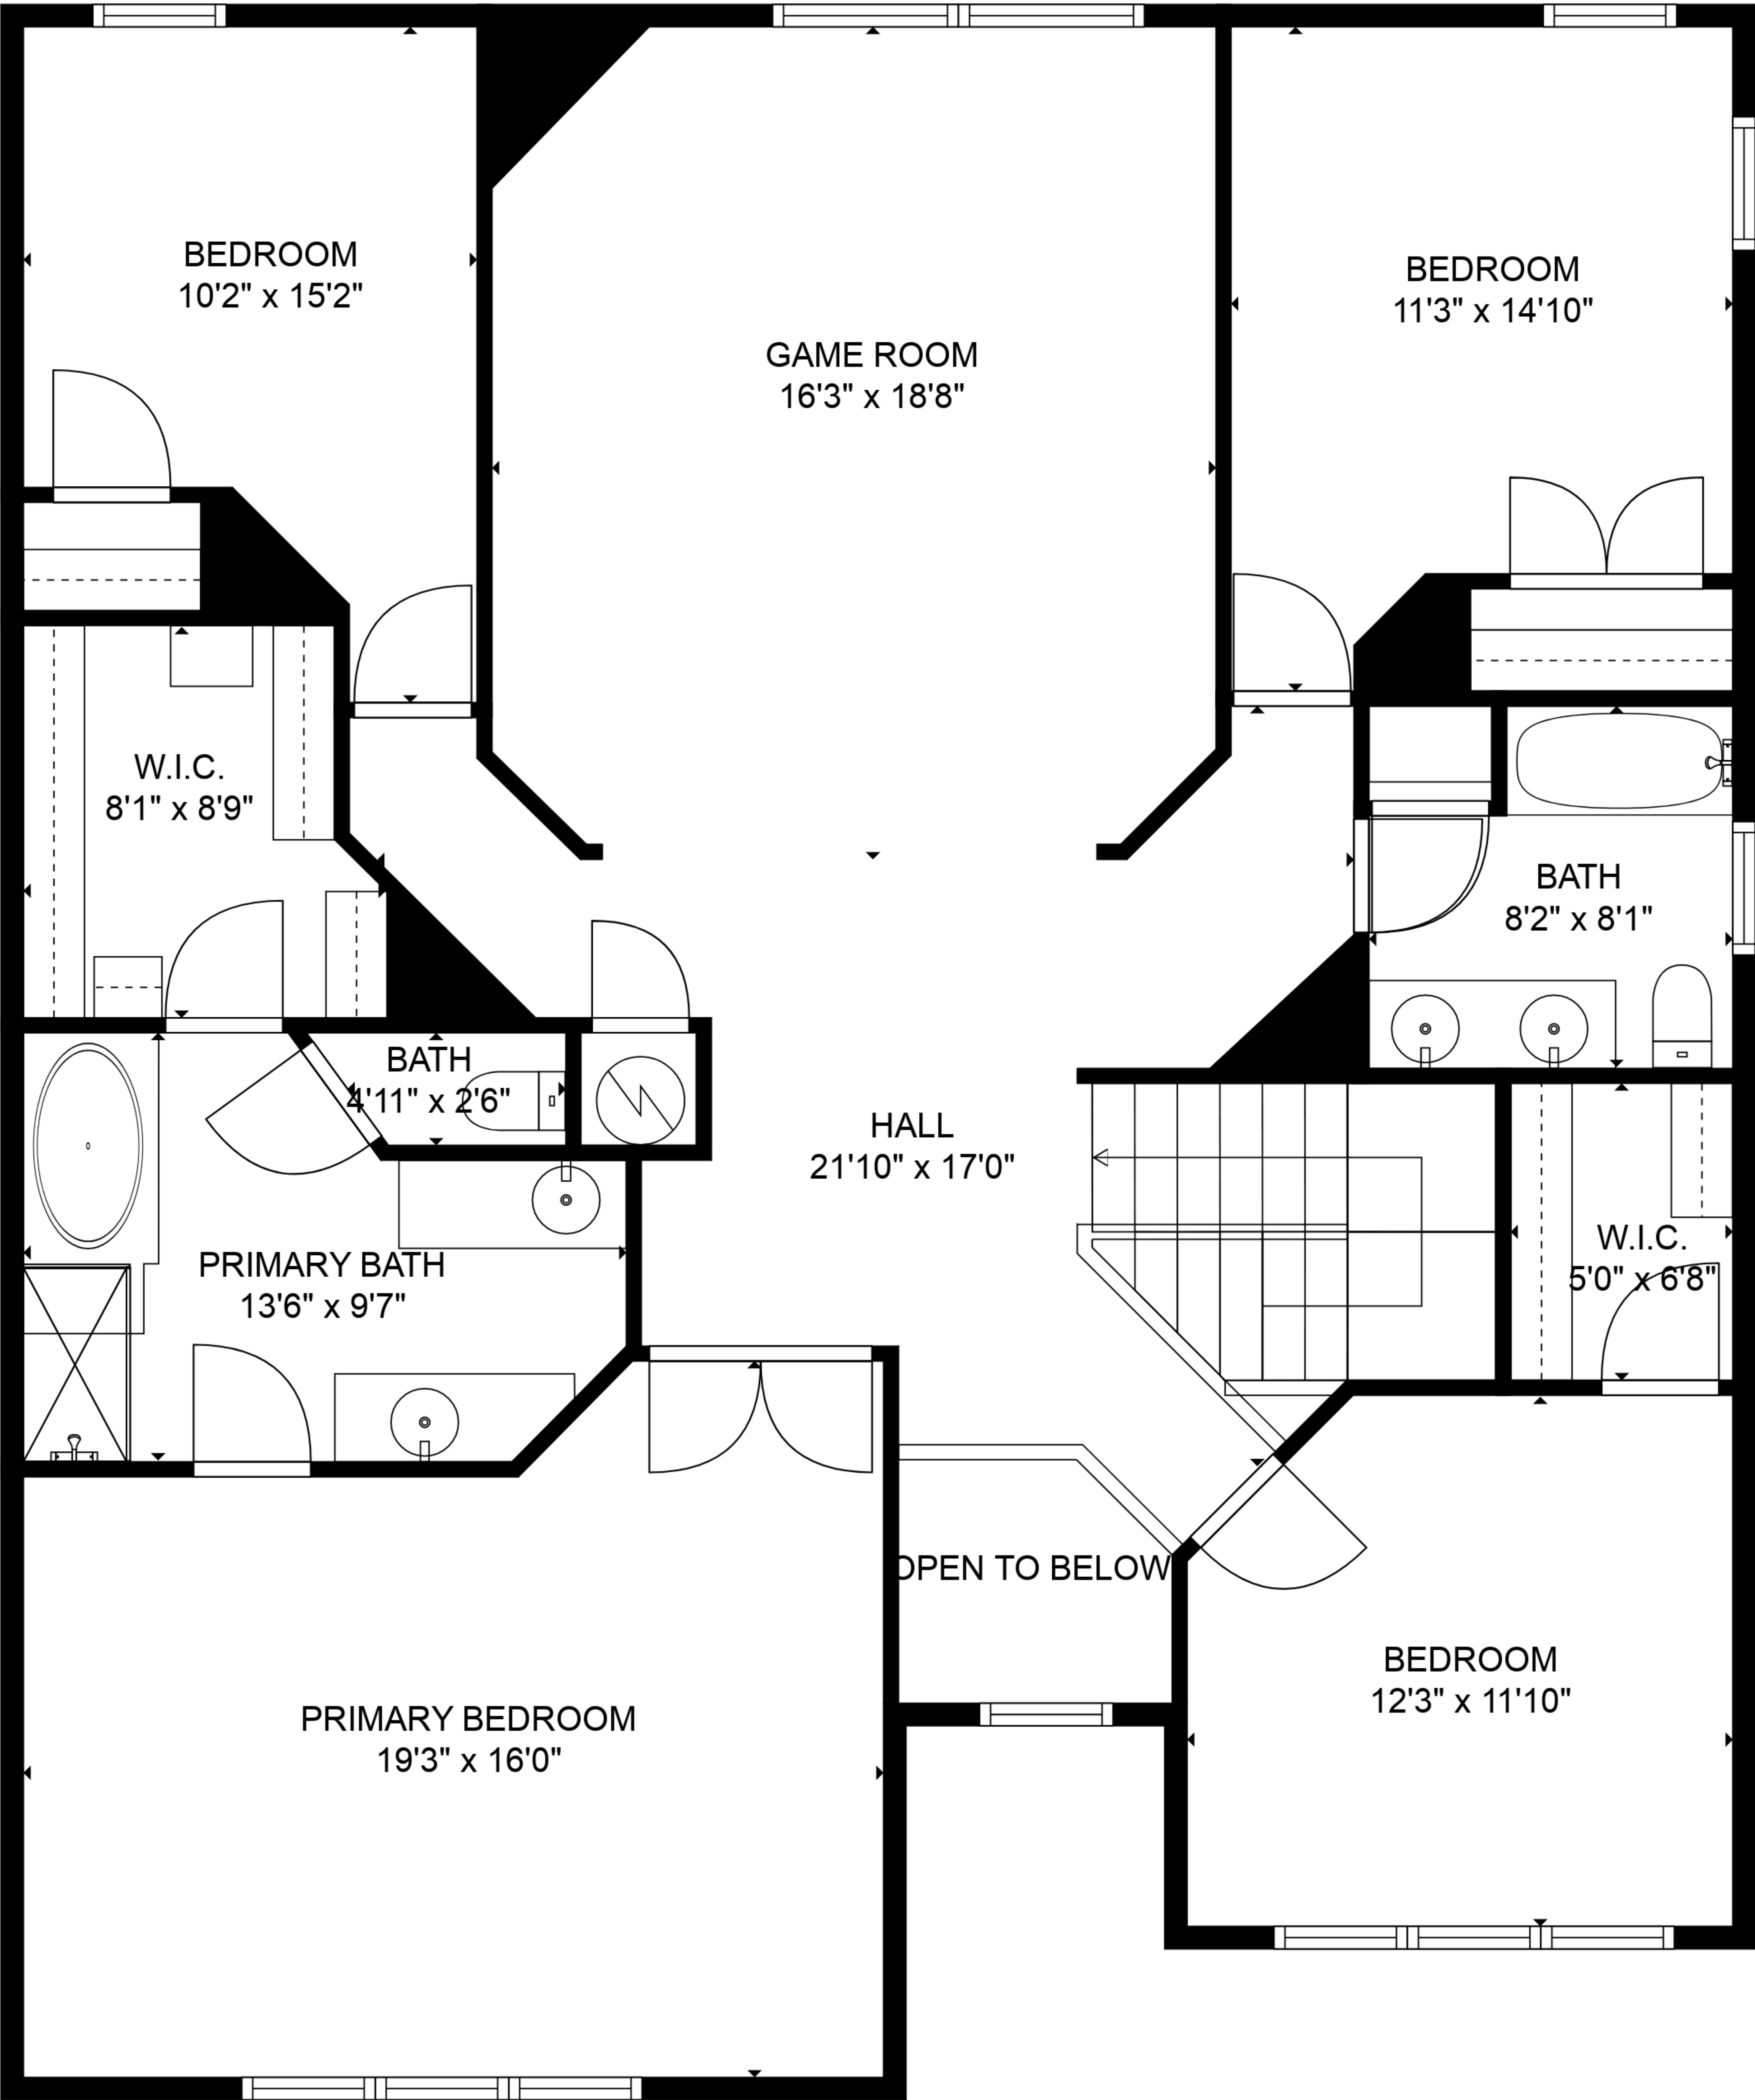 BEDROOM
10'2" x 15'2"
BEDROOM
11'3" x 14'10"
GAME ROOM
16'3" x 18'8"
W.I.C.
8'1" x 8'9"
BATH
8'2" x 8'1"
BATH
4'11" x 2'6"
HALL
21'10" x 17'0"
W.I.C.
5'0" x 6'8"
PRIMARY BATH
13'6" x 9'7"
OPEN TO BELOW
BEDROOM
12'3" x 11'10"
PRIMARY BEDROOM
19'3" x 16'0"